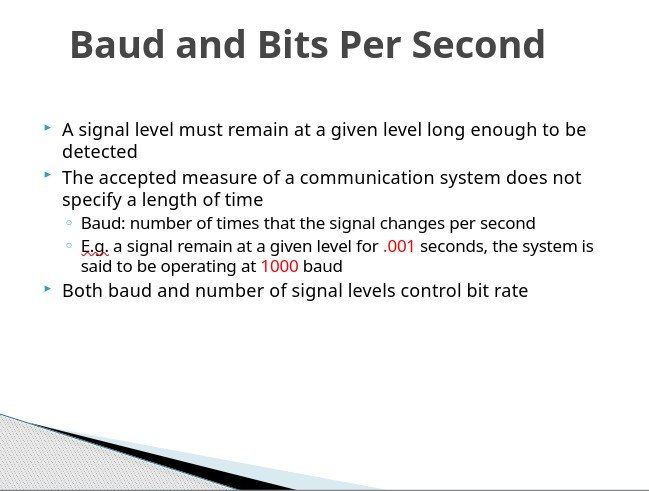 Baud and Bits Per Second
A signal level must remain at a given level long enough to be
detected
The accepted measure of a communication system does not
specify a length of time
Baud: number of times that the signal changes per second
E.g. a signal remain at a given level for .001 seconds, the system is
said to be operating at 1000 baud
Both baud and number of signal levels control bit rate